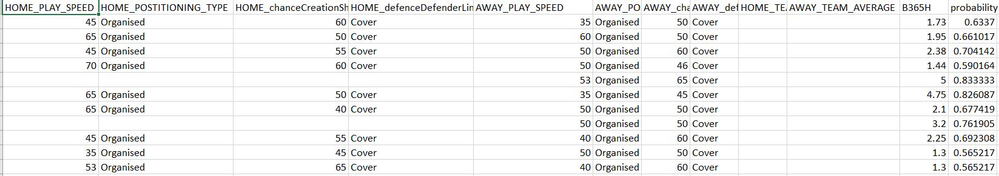 HOME_PLAY_SPEED HOME_POSTITIONING_TYPE HOME_chanceCreationSh HOME_defenceDefenderLin AWAY_PLAY_SPEED AWAY_PO AWAY_cha AWAY_def HOME_TEA AWAY_TEAM_AVERAGE B365H probability
45 Organised 60 Cover 35 Organised 50 Cover 1.73 0.6337
65 Organised 50 Cover 60 Organised 50 Cover 1.95 0.661017
45 Organised 55 Cover 50 Organised 60 Cover 2.38 0.704142
70 Organised 60 Cover 50 Organised 46 Cover 1.44 0.590164
53 Organised 65 Cover 5 0.833333
65 Organised 50 Cover 35 Organised 45 Cover 4.75 0.826087
65 Organised 40 Cover 50 Organised 50 Cover 2.1 0.677419
50 Organised 50 Cover 3.2 0.761905
45 Organised 55 Cover 40 Organised 60 Cover 2.25 0.692308
35 Organised 45 Cover 50 Organised 50 Cover 1.3 0.565217
53 Organised 65 Cover 40 Organised 60 Cover 1.3 0.565217